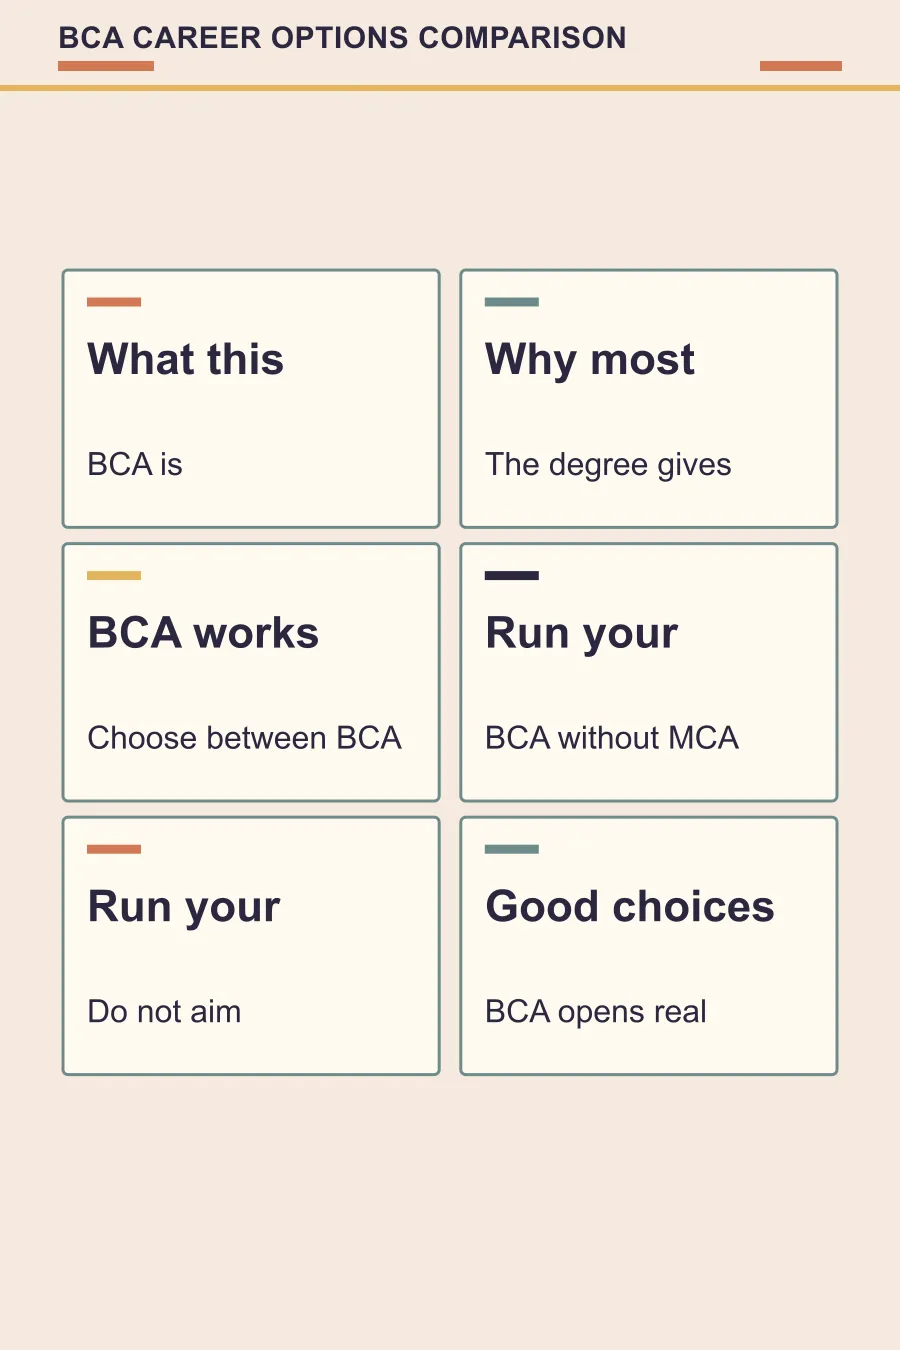 BCA CAREER OPTIONS COMPARISON
What this
BCA is
Why most
The degree gives
BCA works
Choose between BCA
Run your
BCA without MCA
Run your
Do not aim
Good choices
BCA opens real